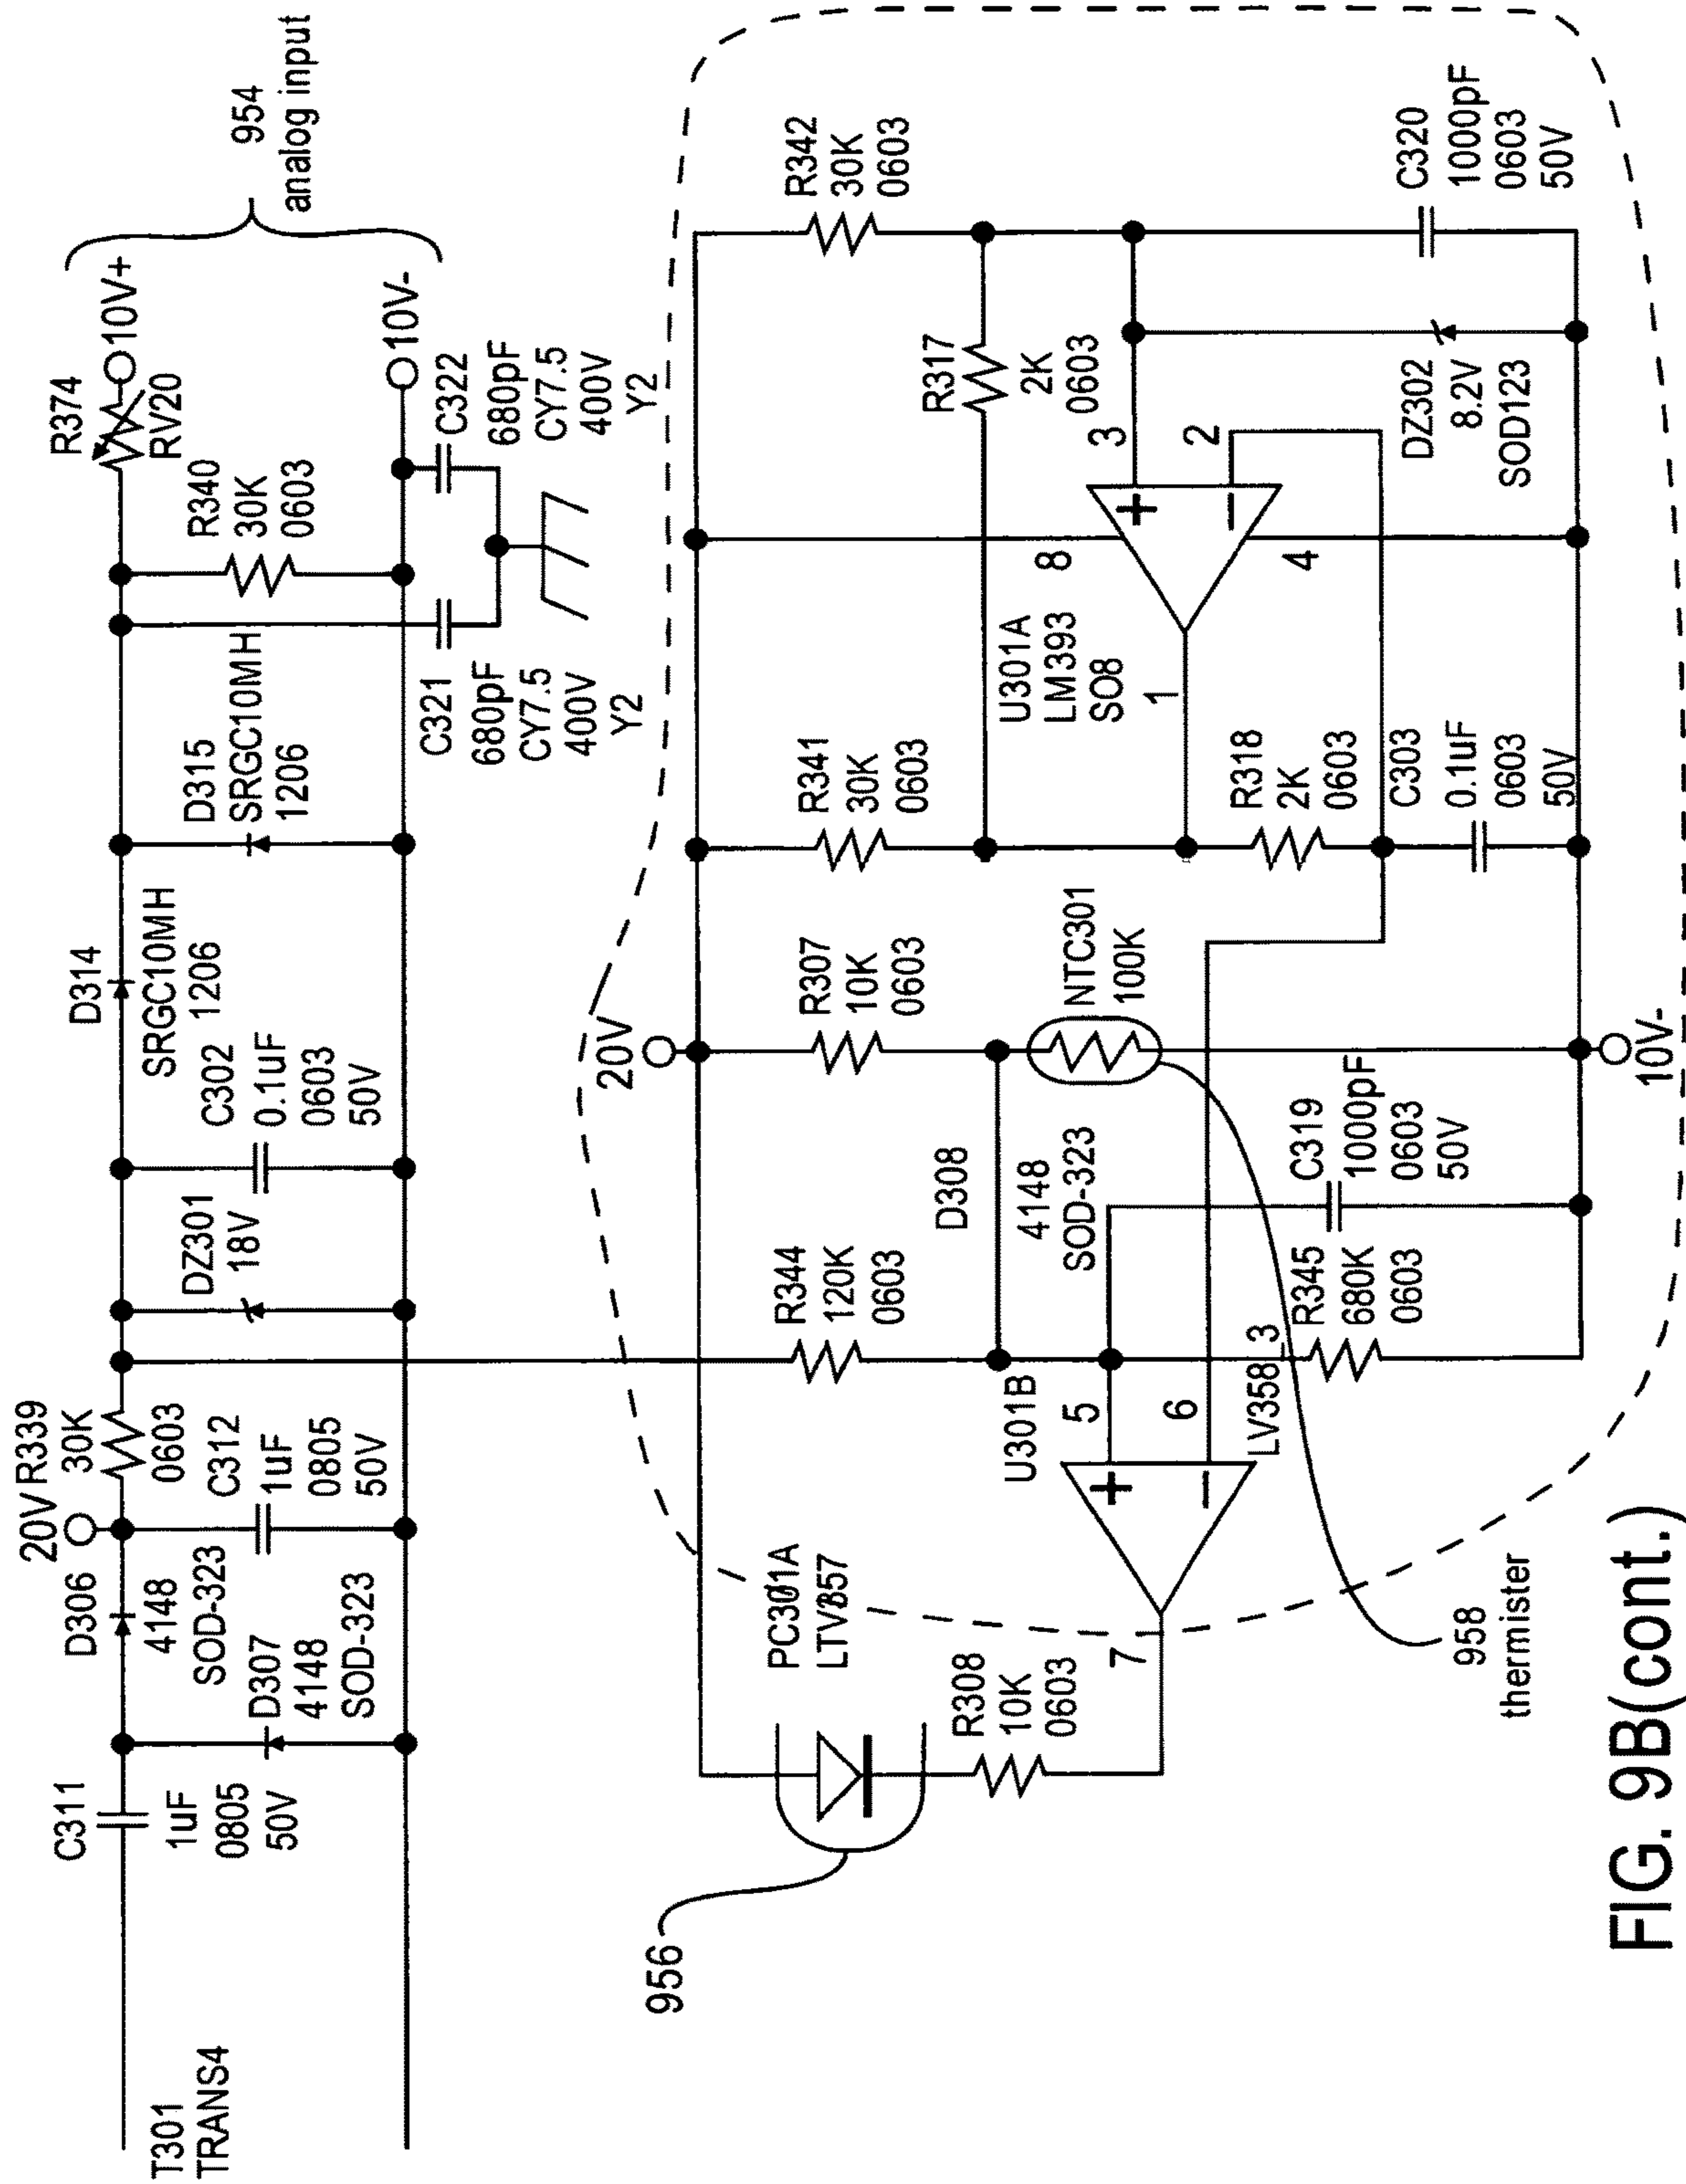 T301
TRANS4
C311
1uF
0805
50V
D307
4148
SOD-323
D306
4148
SOD-323
20V
C312
1uF
0805
50V
R339
30K
0603
DZ301
18V
C302
0.1uF
0603
50V
D314
SRGC10MH
1206
D315
SRGC10MH
1206
C321
680pF
CY7.5
400V
Y2
R340
30K
0603
R374
RV20
10V+
10V-
C322
680pF
CY7.5
400V
Y2
954
analog input
956
R308
10K
0603
7
U301B
5
6
LV358
3
R344
120K
0603
R345
680K
0603
D308
4148
SOD-323
C319
1000pF
0603
50V
20V
R307
10K
0603
NTC301
100K
10V-
R341
30K
0603
U301A
LM393
SO8
1
R318
2K
0603
C303
0.1uF
0603
50V
8
4
3
2
R317
2K
0603
DZ302
8.2V
SOD123
R342
30K
0603
C320
1000pF
0603
50V
958
thermister
FIG. 9B(cont.)